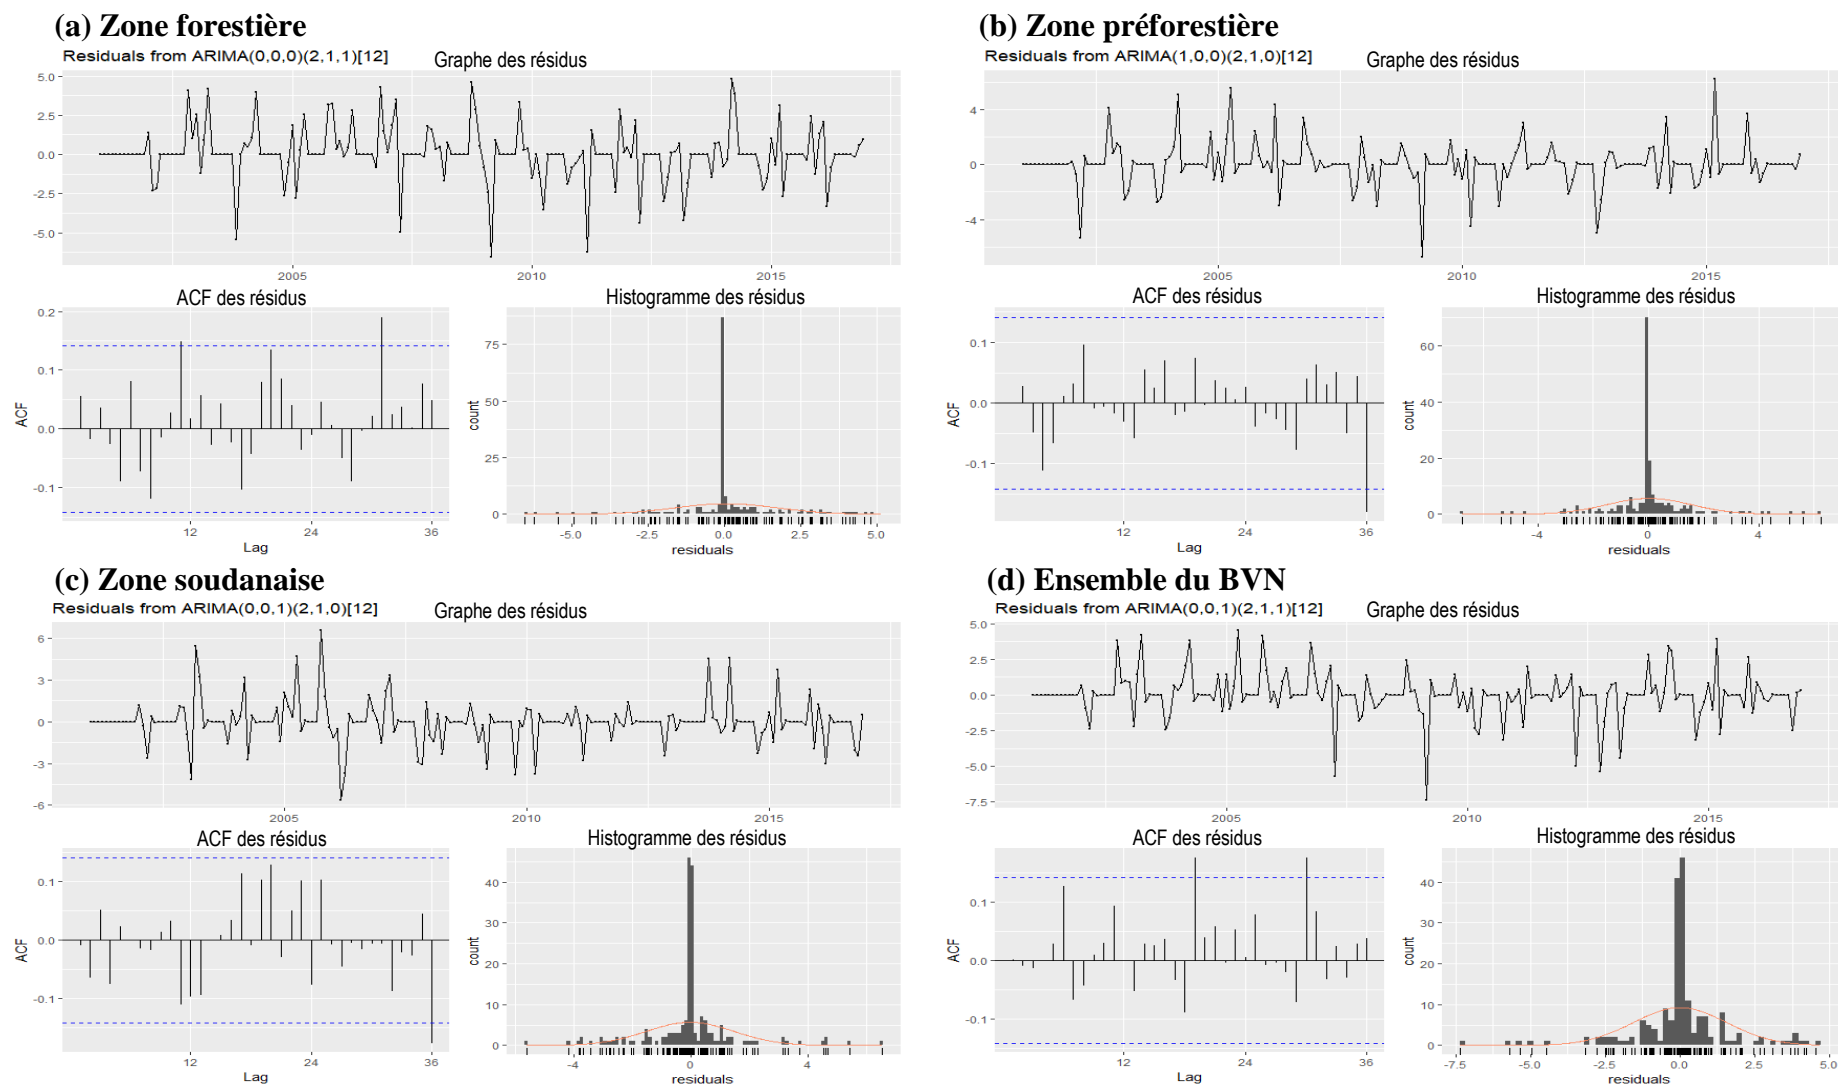 (a) Zone forestière
Residuals from ARIMA(0,0,0)(2,1,1)[12]
Graphe des résidus
5.0
2.5
0.0
-2.5
-5.0
2005 2010 2015
ACF des résidus
0.2
0.1
0.0
-0.1
ACF
12 24 36
Lag
Histogramme des résidus
75
50
25
0
count
-5.0 -2.5 0.0 2.5 5.0
residuals
(b) Zone préforestière
Residuals from ARIMA(1,0,0)(2,1,0)[12]
Graphe des résidus
4
0
-4
2005 2010 2015
ACF des résidus
0.1
0.0
-0.1
ACF
12 24 36
Lag
Histogramme des résidus
60
40
20
0
count
-4 0 4
residuals
(c) Zone soudanaise
Residuals from ARIMA(0,0,1)(2,1,0)[12]
Graphe des résidus
6
3
0
-3
-6
2005 2010 2015
ACF des résidus
0.1
0.0
-0.1
ACF
12 24 36
Lag
Histogramme des résidus
40
30
20
10
0
count
-4 0 4
residuals
(d) Ensemble du BVN
Residuals from ARIMA(0,0,1)(2,1,1)[12]
Graphe des résidus
5.0
2.5
0.0
-2.5
-5.0
-7.5
2005 2010 2015
ACF des résidus
0.1
0.0
-0.1
ACF
12 24 36
Lag
Histogramme des résidus
40
30
20
10
0
count
-7.5 -5.0 -2.5 0.0 2.5 5.0
residuals